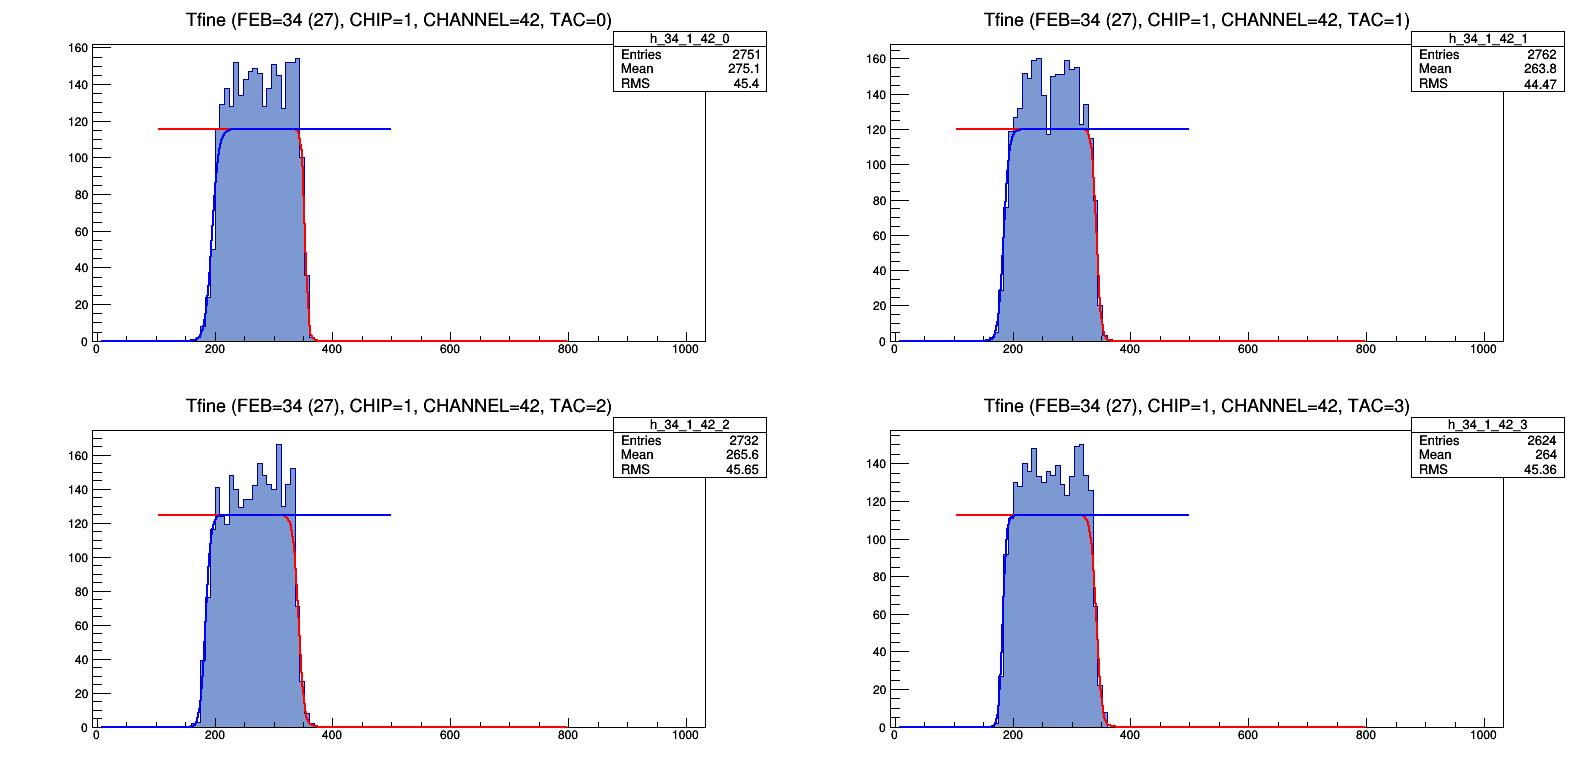 Tfine (FEB=34 (27), CHIP=1, CHANNEL=42, TAC=0)
h_34_1_42_0
Entries 2751
Mean 275.1
RMS 45.4
160
140
120
100
80
60
40
20
0
0 200 400 600 800 1000
Tfine (FEB=34 (27), CHIP=1, CHANNEL=42, TAC=1)
h_34_1_42_1
Entries 2762
Mean 263.8
RMS 44.47
160
140
120
100
80
60
40
20
0
0 200 400 600 800 1000
Tfine (FEB=34 (27), CHIP=1, CHANNEL=42, TAC=2)
h_34_1_42_2
Entries 2732
Mean 265.6
RMS 45.65
160
140
120
100
80
60
40
20
0
0 200 400 600 800 1000
Tfine (FEB=34 (27), CHIP=1, CHANNEL=42, TAC=3)
h_34_1_42_3
Entries 2624
Mean 264
RMS 45.36
140
120
100
80
60
40
20
0
0 200 400 600 800 1000